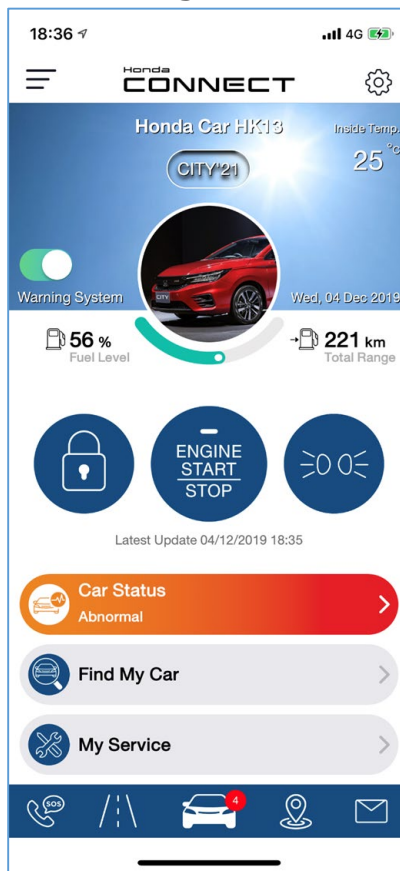 18:36
4G
Honda
CONNECT
Honda Car HK13
Inside Temp.
25 °C
CITY'21
Warning System
Wed, 04 Dec 2019
56 %
Fuel Level
221 km
Total Range
ENGINE
START
STOP
Latest Update 04/12/2019 18:35
Car Status
Abnormal
Find My Car
My Service
SOS
4